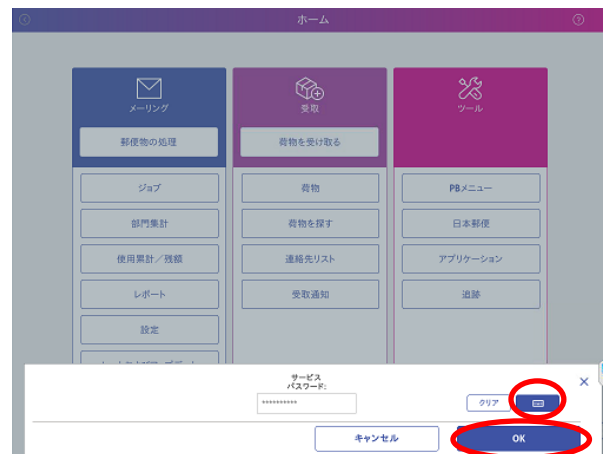 ホーム
メーリング
郵便物の処理
ジョブ
部門集計
使用累計／残額
レポート
設定
受取
荷物を受け取る
荷物
荷物を探す
連絡先リスト
受取通知
ツール
PBメニュー
日本郵便
アプリケーション
追跡
サービス
パスワード:
**********
クリア
キャンセル
OK